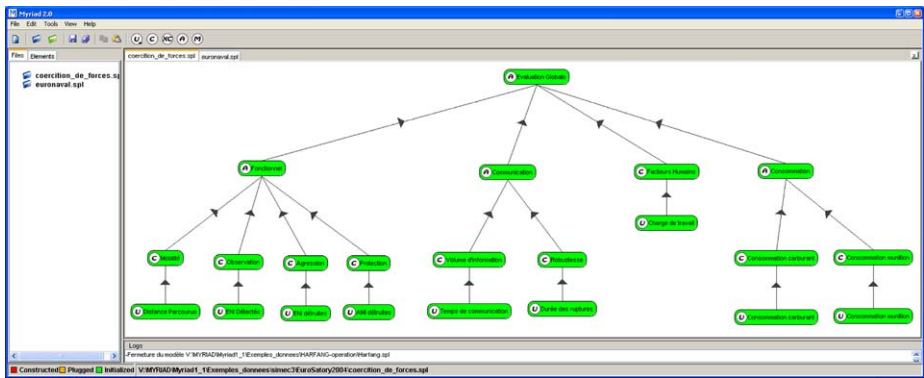 Myriad 2.0
File Edit Tools View Help
U C XC A M
Files Elements
coercition_de_forces.spl euronaval.spl
coercition_de_forces.sp
euronaval.spl
A Evaluation Globale
A Fonctionnel
A Communication
C Facteurs Humains
A Consommation
U Charge de travail
C Mobilité
C Observation
C Agression
C Protection
C Volume d'information
C Robustesse
C Consommation carburant
C Consommation munition
U Distance Parcourue
U ENI Détectés
U ENI détruites
U AMI détruites
U Temps de communication
U Durée des ruptures
U Consommation carburant
U Consommation munition
Logs
-Fermeture du modèle V:\MYRIAD\Myriad1_1\Exemples_donnees\HARFANG-operation\Harfang.spl
Constructed Plugged Initialized V:\MYRIAD\Myriad1_1\Exemples_donnees\simec3\EuroSatory2004\coercition_de_forces.spl